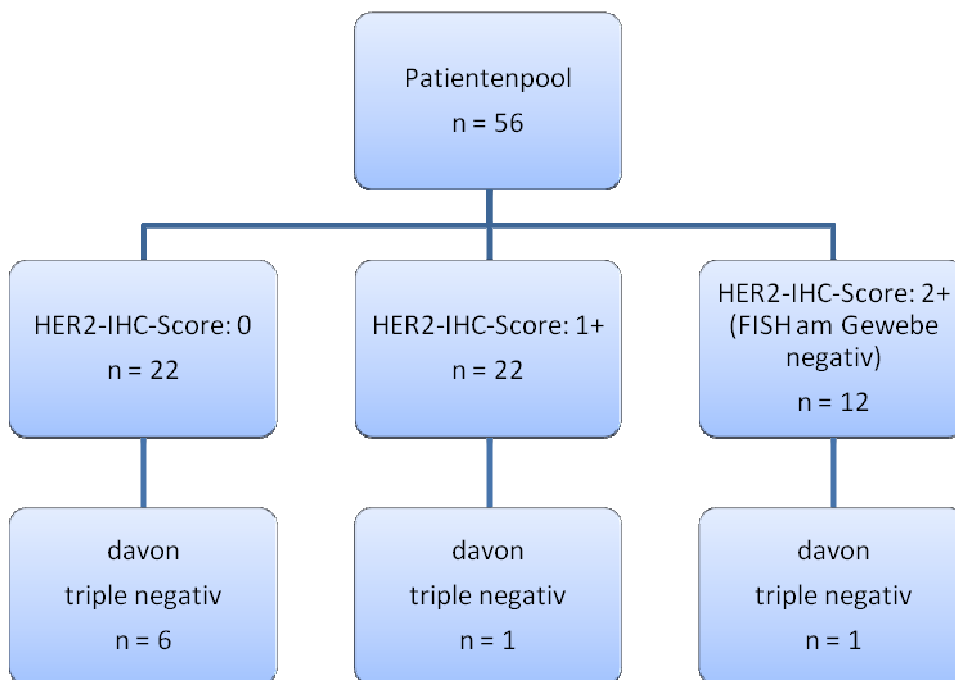 Patientenpool
n = 56
HER2-IHC-Score: 0
n = 22
HER2-IHC-Score: 1+
n = 22
HER2-IHC-Score: 2+
(FISH am Gewebe
negativ)
n = 12
davon
triple negativ
n = 6
davon
triple negativ
n = 1
davon
triple negativ
n = 1